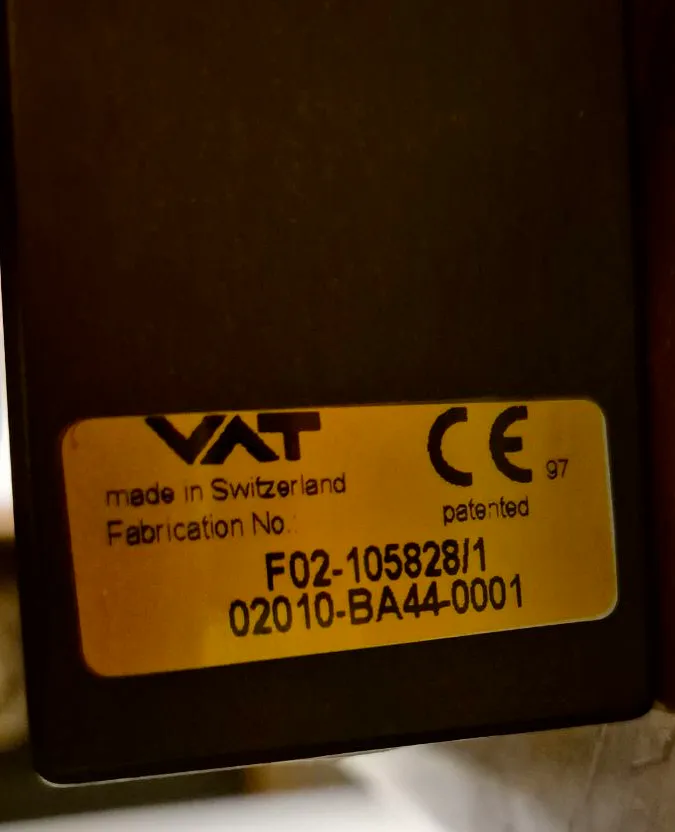 VAT
CE 97
made in Switzerland
patented
Fabrication No.:
F02-105828/1
02010-BA44-0001